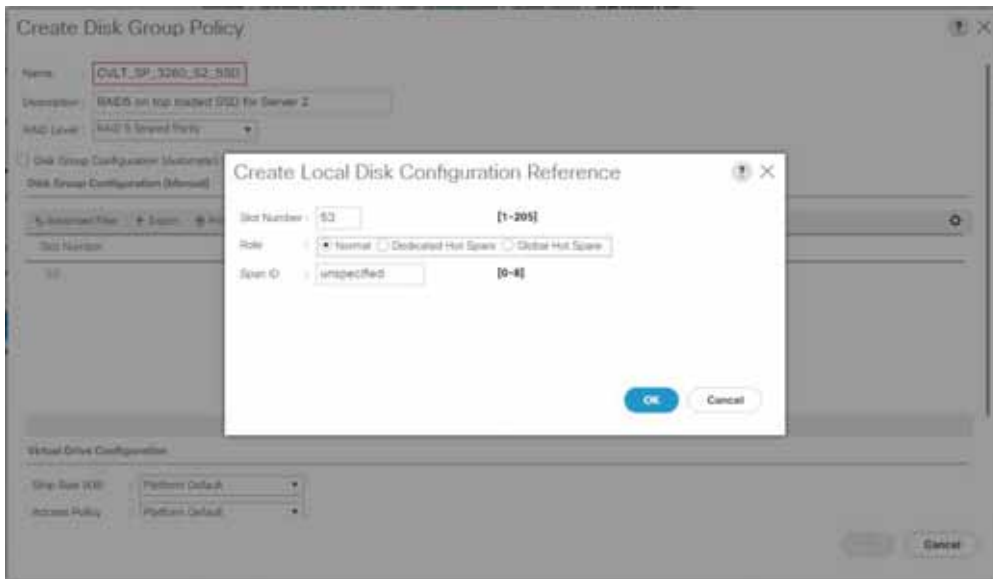 Create Disk Group Policy
Name : CVLT_SP_3260_S2_SSD
Description : RAID5 on top loaded SSD for Server 2
RAID Level : RAID 5 Striped Parity
Disk Group Configuration (Automatic)
Disk Group Configuration (Manual)
Advanced Filter Export
Slot Number
Create Local Disk Configuration Reference
Slot Number : 53 [1-205]
Role : Normal Dedicated Hot Spare Global Hot Spare
Span ID : unspecified [0-8]
OK Cancel
Virtual Drive Configuration
Strip Size (KB) : Platform Default
Access Policy : Platform Default
Cancel